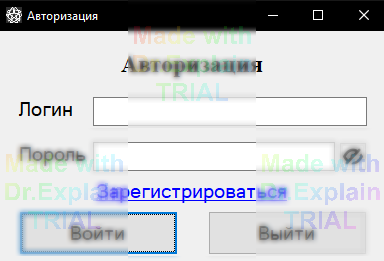 Авторизация
Made with
Авторизация
TRIAL
Логин
Пароль
Made with
Made with
Dr.Explain
Dr.Explain
Зарегистрироваться
TRIAL
TRIAL
Войти
Выйти